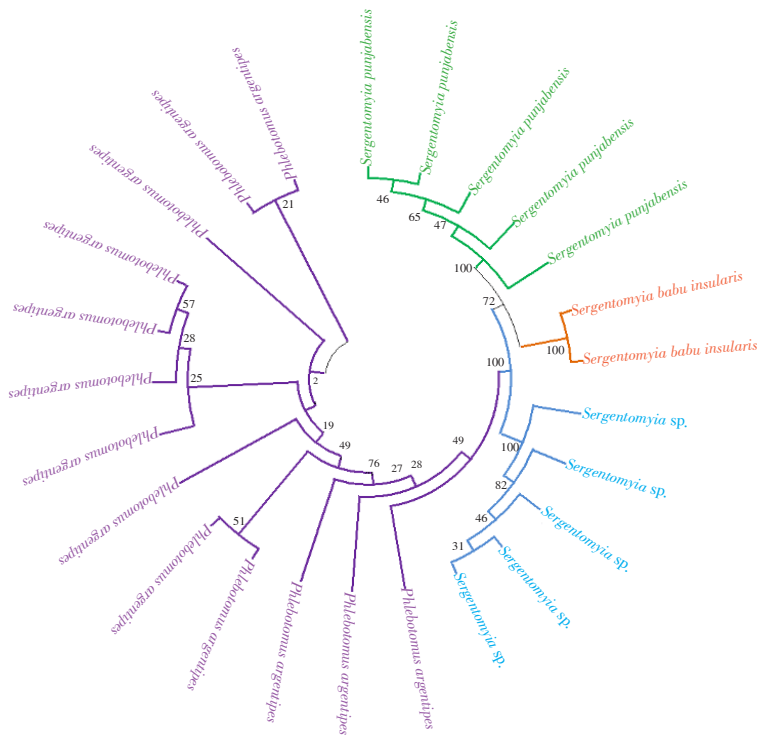 Sergentomyia punjabensis
Sergentomyia punjabensis
Sergentomyia punjabensis
Sergentomyia punjabensis
Sergentomyia punjabensis
Sergentomyia babu insularis
Sergentomyia babu insularis
Sergentomyia sp.
Sergentomyia sp.
Sergentomyia sp.
Sergentomyia sp.
Sergentomyia sp.
Phlebotomus argentipes
Phlebotomus argentipes
Phlebotomus argentipes
Phlebotomus argentipes
Phlebotomus argentipes
Phlebotomus argentipes
Phlebotomus argentipes
Phlebotomus argentipes
Phlebotomus argentipes
Phlebotomus argentipes
Phlebotomus argentipes
Phlebotomus argentipes
Phlebotomus argentipes
46
65
47
100
72
100
100
100
82
46
31
49
28
27
76
49
19
51
2
25
28
57
21